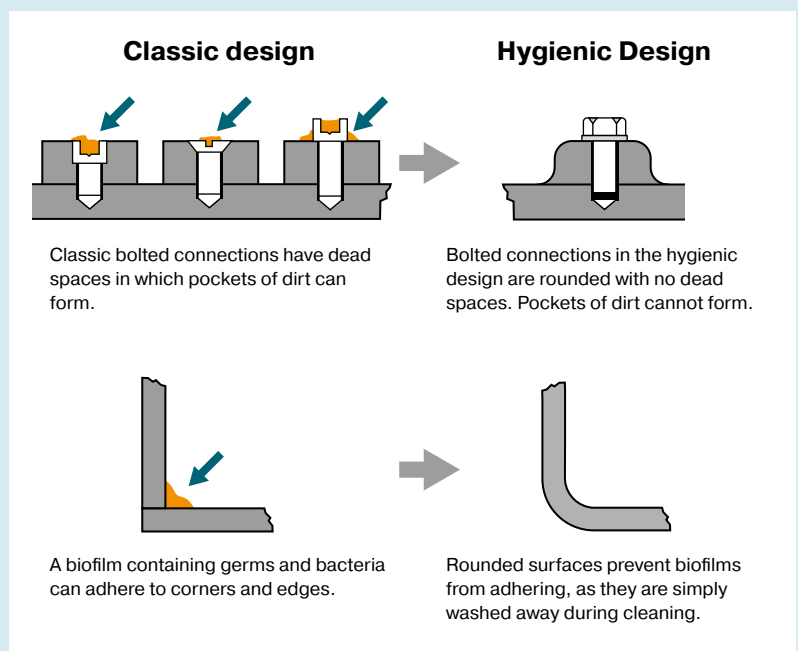 Classic design
Hygienic Design
Classic bolted connections have dead
spaces in which pockets of dirt can
form.
Bolted connections in the hygienic
design are rounded with no dead
spaces. Pockets of dirt cannot form.
A biofilm containing germs and bacteria
can adhere to corners and edges.
Rounded surfaces prevent biofilms
from adhering, as they are simply
washed away during cleaning.